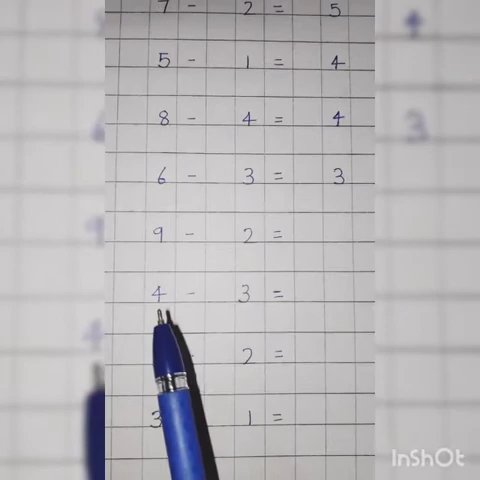 7 - 2 = 5
5 - 1 = 4
8 - 4 = 4
6 - 3 = 3
9 - 2 =
4 - 3 =
- 2 =
3 1 =
InShOt